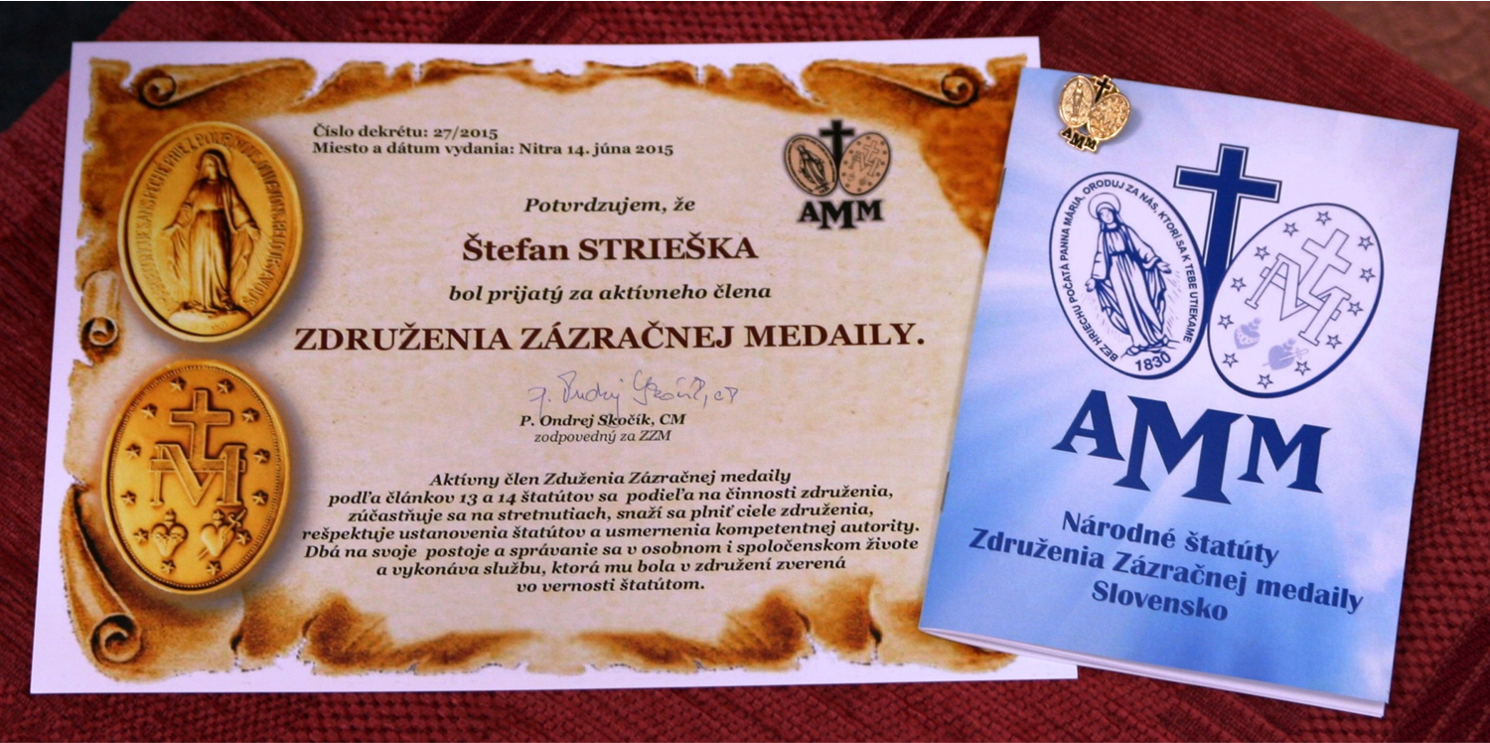 Číslo dekrétu: 27/2015
Miesto a dátum vydania: Nitra 14. júna 2015
AMM
Potvrdzujem, že
Štefan STRIEŠKA
bol prijatý za aktívneho člena
ZDRUŽENIA ZÁZRAČNEJ MEDAILY.
P. Ondrej Skočík, CM
zodpovedný za ZZM
Aktívny člen Zduženia Zázračnej medaily
podľa článkov 13 a 14 štatútov sa podieľa na činnosti združenia,
zúčastňuje sa na stretnutiach, snaží sa plniť ciele združenia,
rešpektuje ustanovenia štatútov a usmernenia kompetentnej autority.
Dbá na svoje postoje a správanie sa v osobnom i spoločenskom živote
a vykonáva službu, ktorá mu bola v združení zverená
vo vernosti štatútom.
AMM
BEZ HRIECHU POČATÁ PANNA MÁRIA, ORODUJ ZA NÁS, KTORÍ SA K TEBE UTIEKAME
1830
AMM
Národné štatúty
Združenia Zázračnej medaily
Slovensko